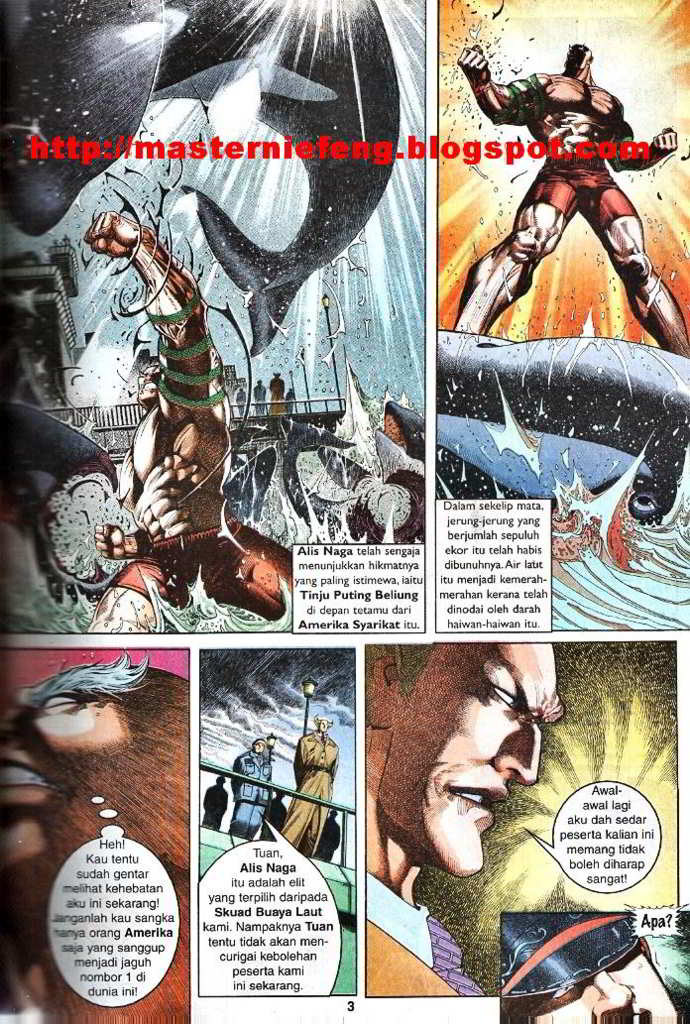 http://masterniefeng.blogspot.com
Alis Naga telah sengaja
menunjukkan hikmatnya
yang paling istimewa, iaitu
Tinju Puting Beliung
di depan tetamu dari
Amerika Syarikat itu.
Dalam sekelip mata,
jerung-jerung yang
berjumlah sepuluh
ekor itu telah habis
dibunuhnya. Air laut
itu menjadi kemerah-
merahan kerana telah
dinodai oleh darah
haiwan-haiwan itu.
Heh!
Kau tentu
sudah gentar
melihat kehebatan
aku ini sekarang!
Janganlah kau sangka
hanya orang Amerika
saja yang sanggup
menjadi jaguh
nombor 1 di
dunia ini!
Tuan,
Alis Naga
itu adalah elit
yang terpilih daripada
Skuad Buaya Laut
kami. Nampaknya Tuan
tentu tidak akan men-
curigai kebolehan
peserta kami
ini sekarang.
Awal-
awal lagi
aku dah sedar
peserta kalian ini
memang tidak
boleh diharap
sangat!
Apa?
3